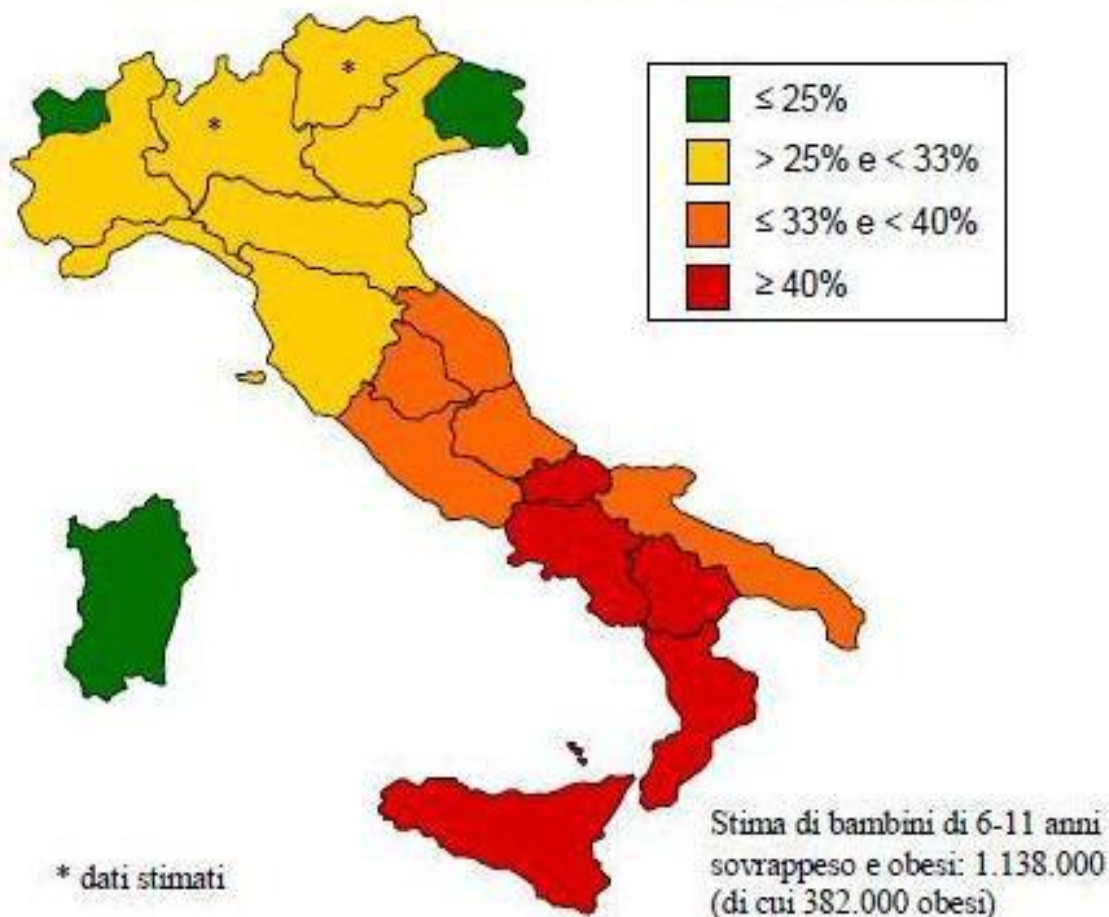 ≤ 25%
> 25% e < 33%
≤ 33% e < 40%
≥ 40%
*
*
* dati stimati
Stima di bambini di 6-11 anni
sovrappeso e obesi: 1.138.000
(di cui 382.000 obesi)